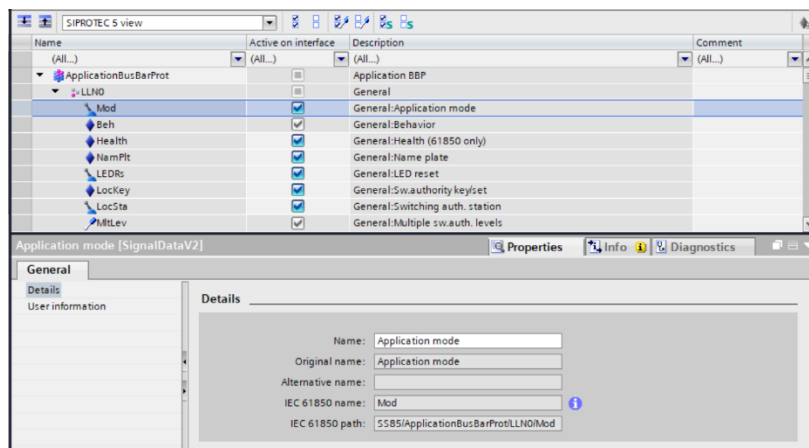 SIPROTEC 5 view
Name Active on interface Description Comment
(All...) (All...) (All...) (All...)
ApplicationBusBarProt Application BBP
LLN0 General
Mod General:Application mode
Beh General:Behavior
Health General:Health (61850 only)
NamPlt General:Name plate
LEDRs General:LED reset
LocKey General:Sw.authority key/set
LocSta General:Switching auth. station
MltLev General:Multiple sw.auth. levels
Application mode [SignalDataV2] Properties Info Diagnostics
General
Details
User information
Details
Name: Application mode
Original name: Application mode
Alternative name:
IEC 61850 name: Mod
IEC 61850 path: SS85/ApplicationBusBarProt/LLN0/Mod